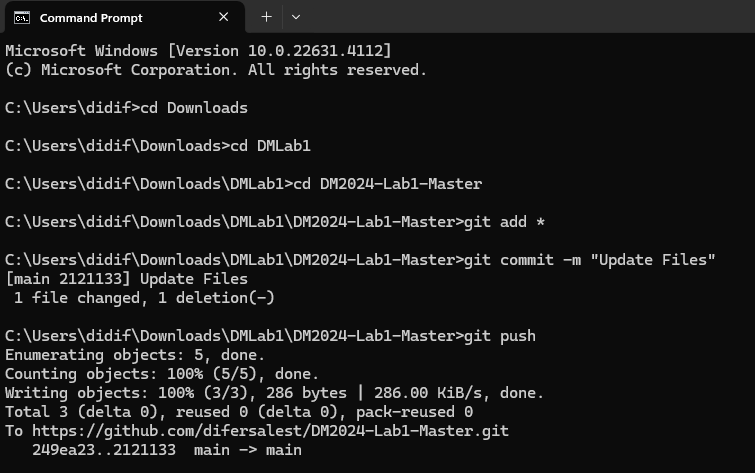 Command Prompt
Microsoft Windows [Version 10.0.22631.4112]
(c) Microsoft Corporation. All rights reserved.
C:\Users\didif>cd Downloads
C:\Users\didif\Downloads>cd DMLab1
C:\Users\didif\Downloads\DMLab1>cd DM2024-Lab1-Master
C:\Users\didif\Downloads\DMLab1\DM2024-Lab1-Master>git add *
C:\Users\didif\Downloads\DMLab1\DM2024-Lab1-Master>git commit -m "Update Files"
[main 2121133] Update Files
 1 file changed, 1 deletion(-)
C:\Users\didif\Downloads\DMLab1\DM2024-Lab1-Master>git push
Enumerating objects: 5, done.
Counting objects: 100% (5/5), done.
Writing objects: 100% (3/3), 286 bytes | 286.00 KiB/s, done.
Total 3 (delta 0), reused 0 (delta 0), pack-reused 0
To https://github.com/difersalest/DM2024-Lab1-Master.git
   249ea23..2121133  main -> main